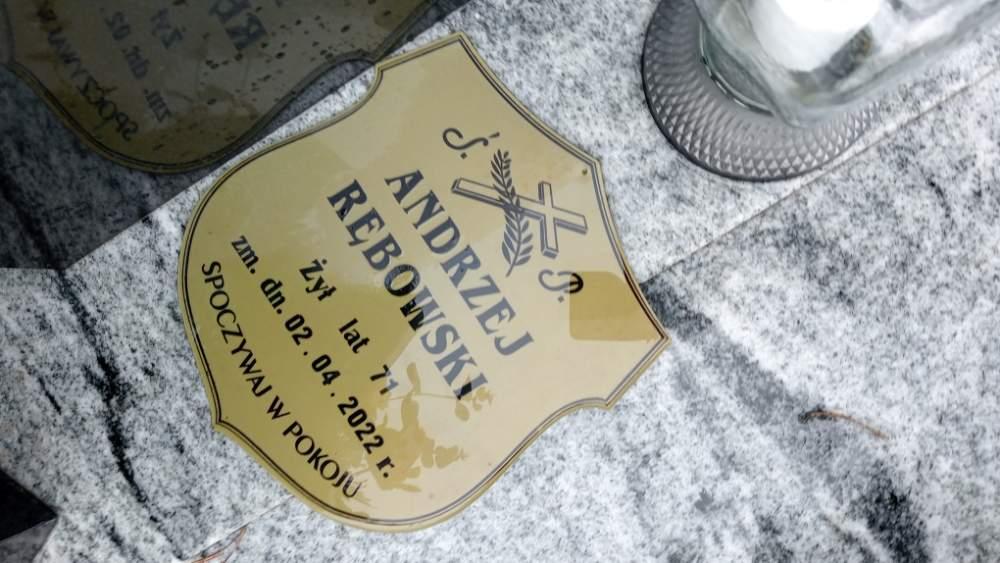 Ś. P.
ANDRZEJ
RĘBOWSKI
Żył lat 71
zm. dn. 02.04.2022 r.
SPOCZYWAJ W POKOJU